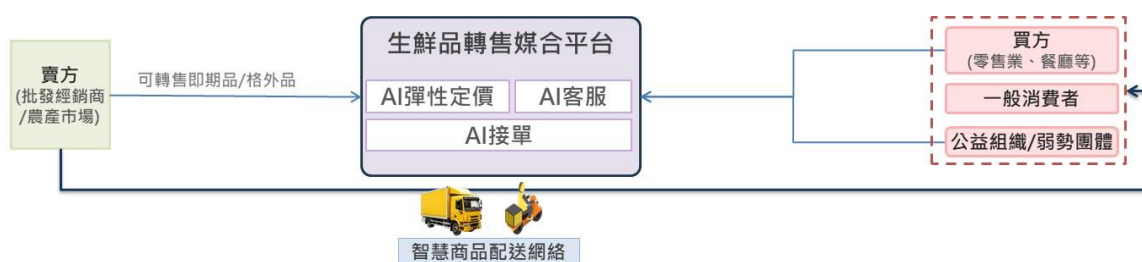 生鮮品轉售媒合平台
賣方
(批發經銷商
/農產市場)
可轉售即期品/格外品
AI彈性定價
AI客服
AI接單
買方
(零售業、餐廳等)
一般消費者
公益組織/弱勢團體
智慧商品配送網絡